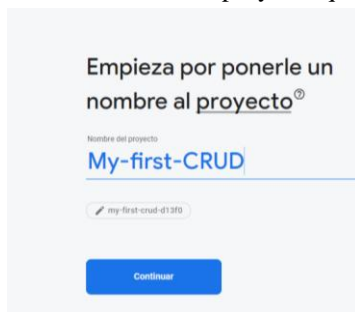 Empieza por ponerle un
nombre al proyecto
Nombre del proyecto
My-first-CRUD
my-first-crud-d13f0
Continuar